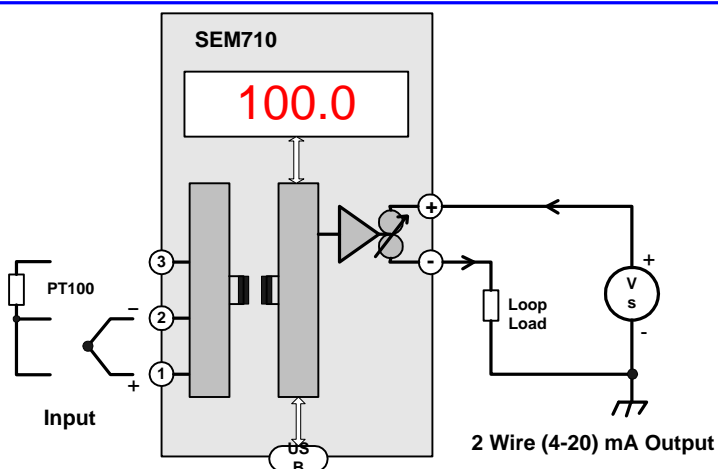 SEM710
100.0
+
-
3
PT100
2
−
1
+
Input
Loop
Load
+
V
s
-
US
B
2 Wire (4-20) mA Output